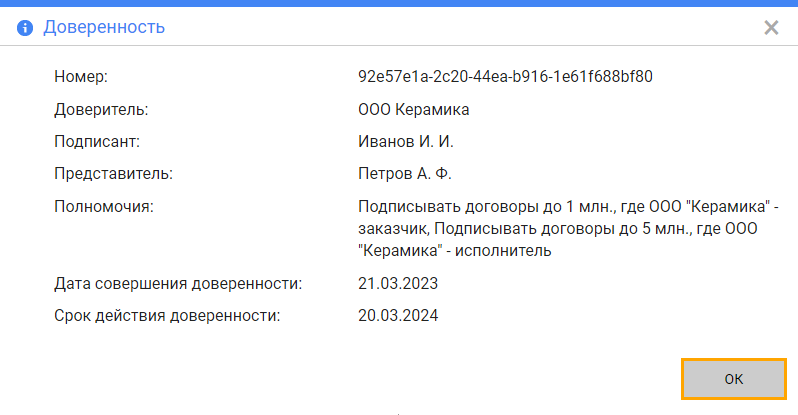 Доверенность
Номер: 92e57e1a-2c20-44ea-b916-1e61f688bf80
Доверитель: ООО Керамика
Подписант: Иванов И. И.
Представитель: Петров А. Ф.
Полномочия: Подписывать договоры до 1 млн., где ООО "Керамика" -
заказчик, Подписывать договоры до 5 млн., где ООО
"Керамика" - исполнитель
Дата совершения доверенности: 21.03.2023
Срок действия доверенности: 20.03.2024
ОК